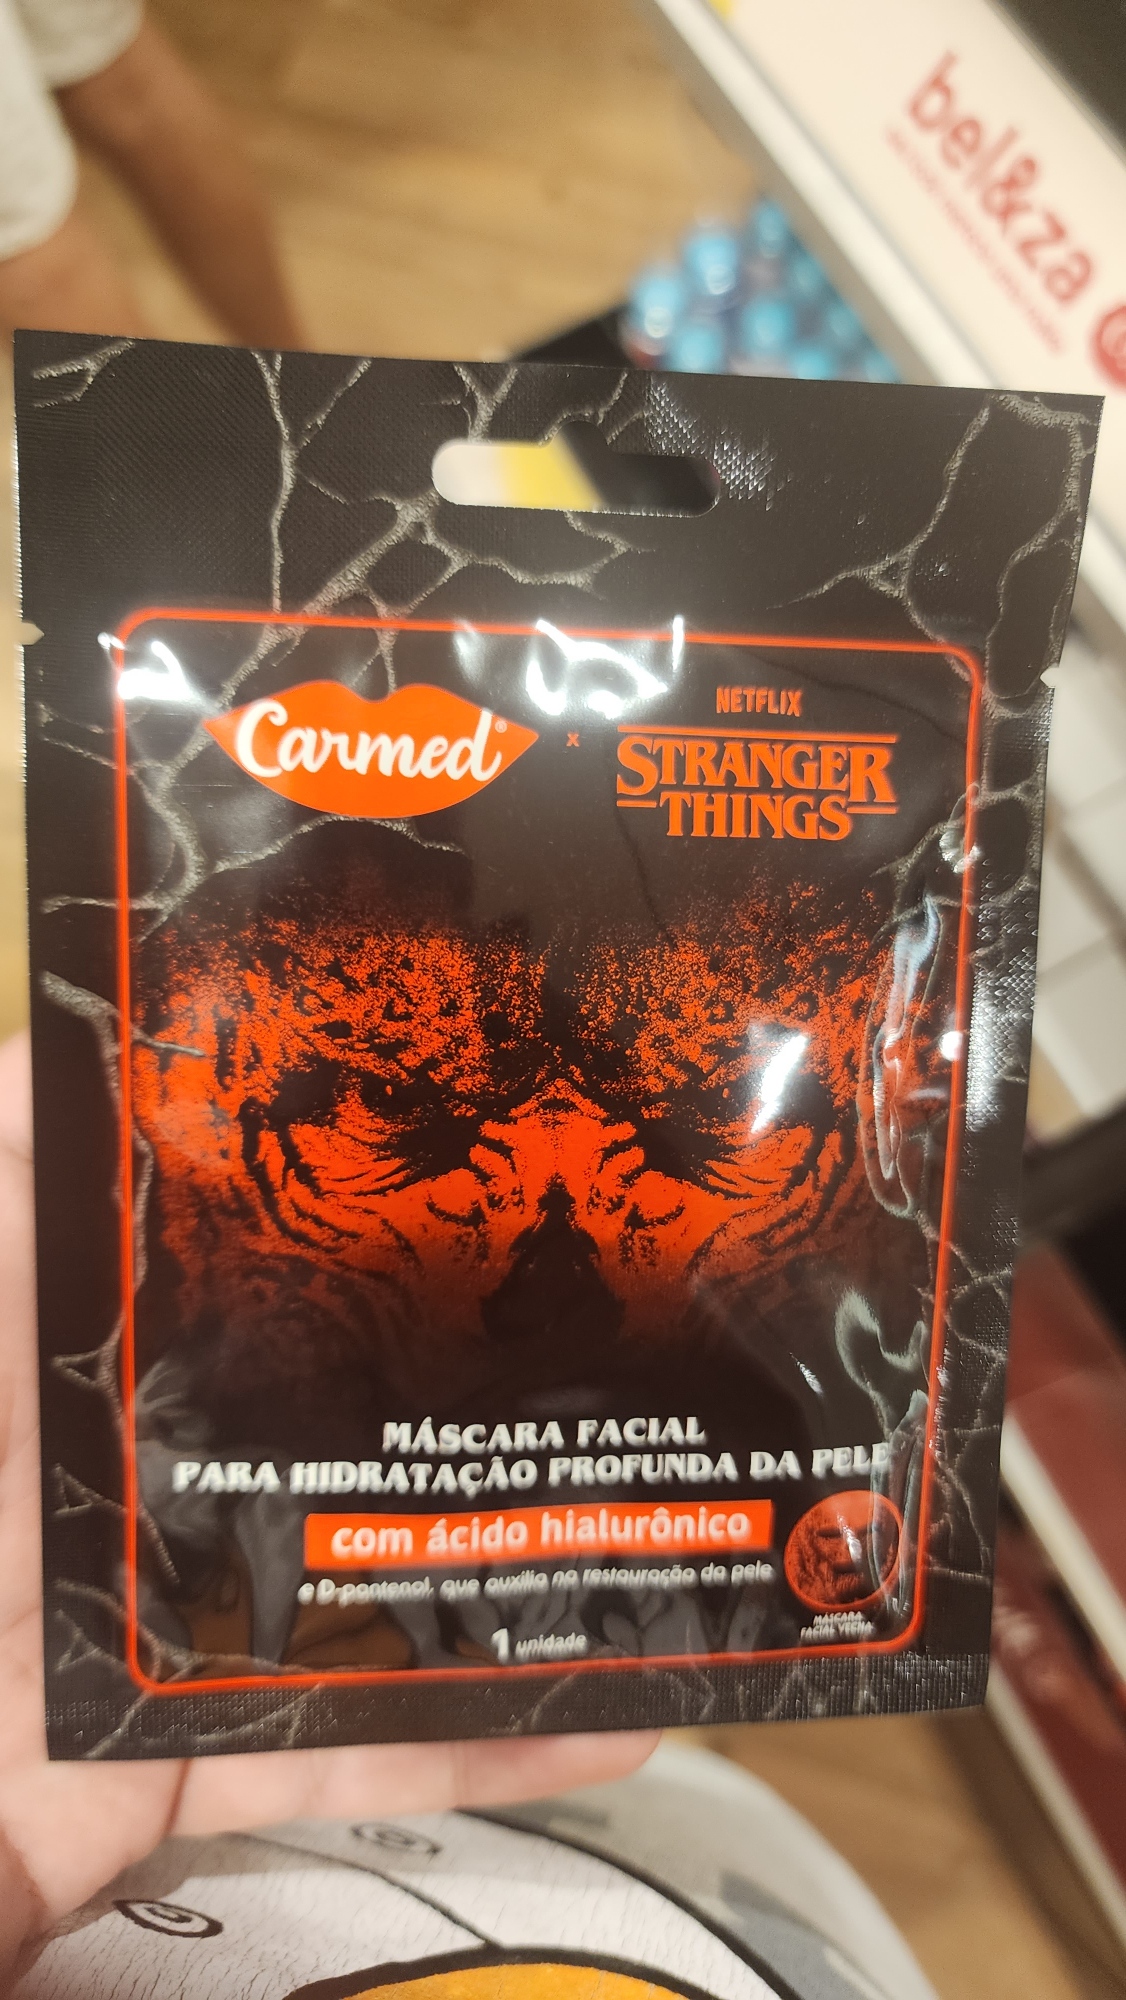 bel&za
Carmed®
x
NETFLIX
STRANGER
THINGS
MÁSCARA FACIAL
PARA HIDRATAÇÃO PROFUNDA DA PELE
com ácido hialurônico
e D-pantenol, que auxilia na restauração da pele
1 unidade
MÁSCARA
FACIAL VECNA